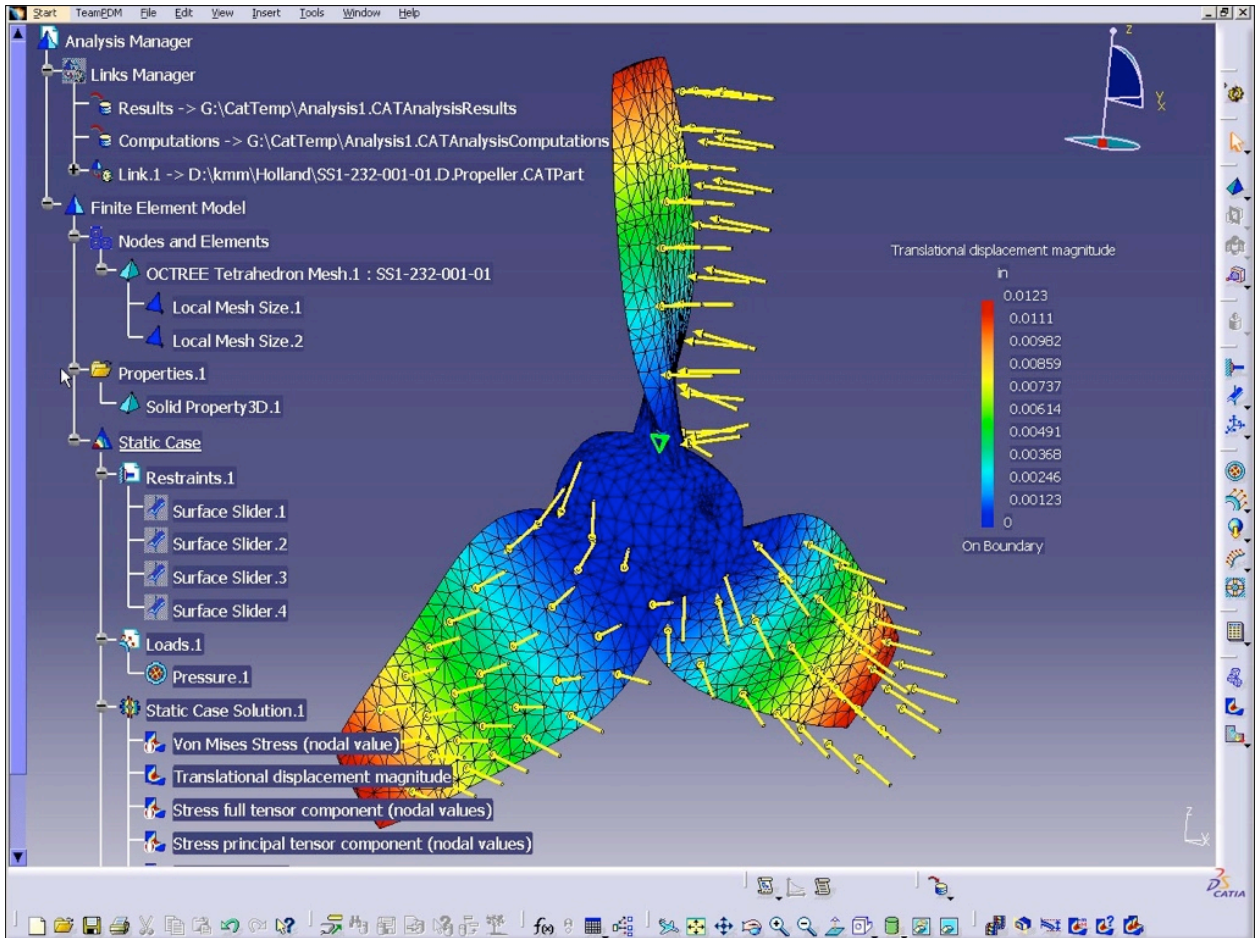 Start TeamPDM File Edit View Insert Tools Window Help
Analysis Manager
Links Manager
Results -> G:\CatTemp\Analysis1.CATAnalysisResults
Computations -> G:\CatTemp\Analysis1.CATAnalysisComputations
Link.1 -> D:\kmm\Holland\SS1-232-001-01.D.Propeller.CATPart
Finite Element Model
Nodes and Elements
OCTREE Tetrahedron Mesh.1 : SS1-232-001-01
Local Mesh Size.1
Local Mesh Size.2
Properties.1
Solid Property3D.1
Static Case
Restraints.1
Surface Slider.1
Surface Slider.2
Surface Slider.3
Surface Slider.4
Loads.1
Pressure.1
Static Case Solution.1
Von Mises Stress (nodal value)
Translational displacement magnitude
Stress full tensor component (nodal values)
Stress principal tensor component (nodal values)
z
y
x
Translational displacement magnitude
in
0.0123
0.0111
0.00982
0.00859
0.00737
0.00614
0.00491
0.00368
0.00246
0.00123
0
On Boundary
z
x
CATIA
f(x)